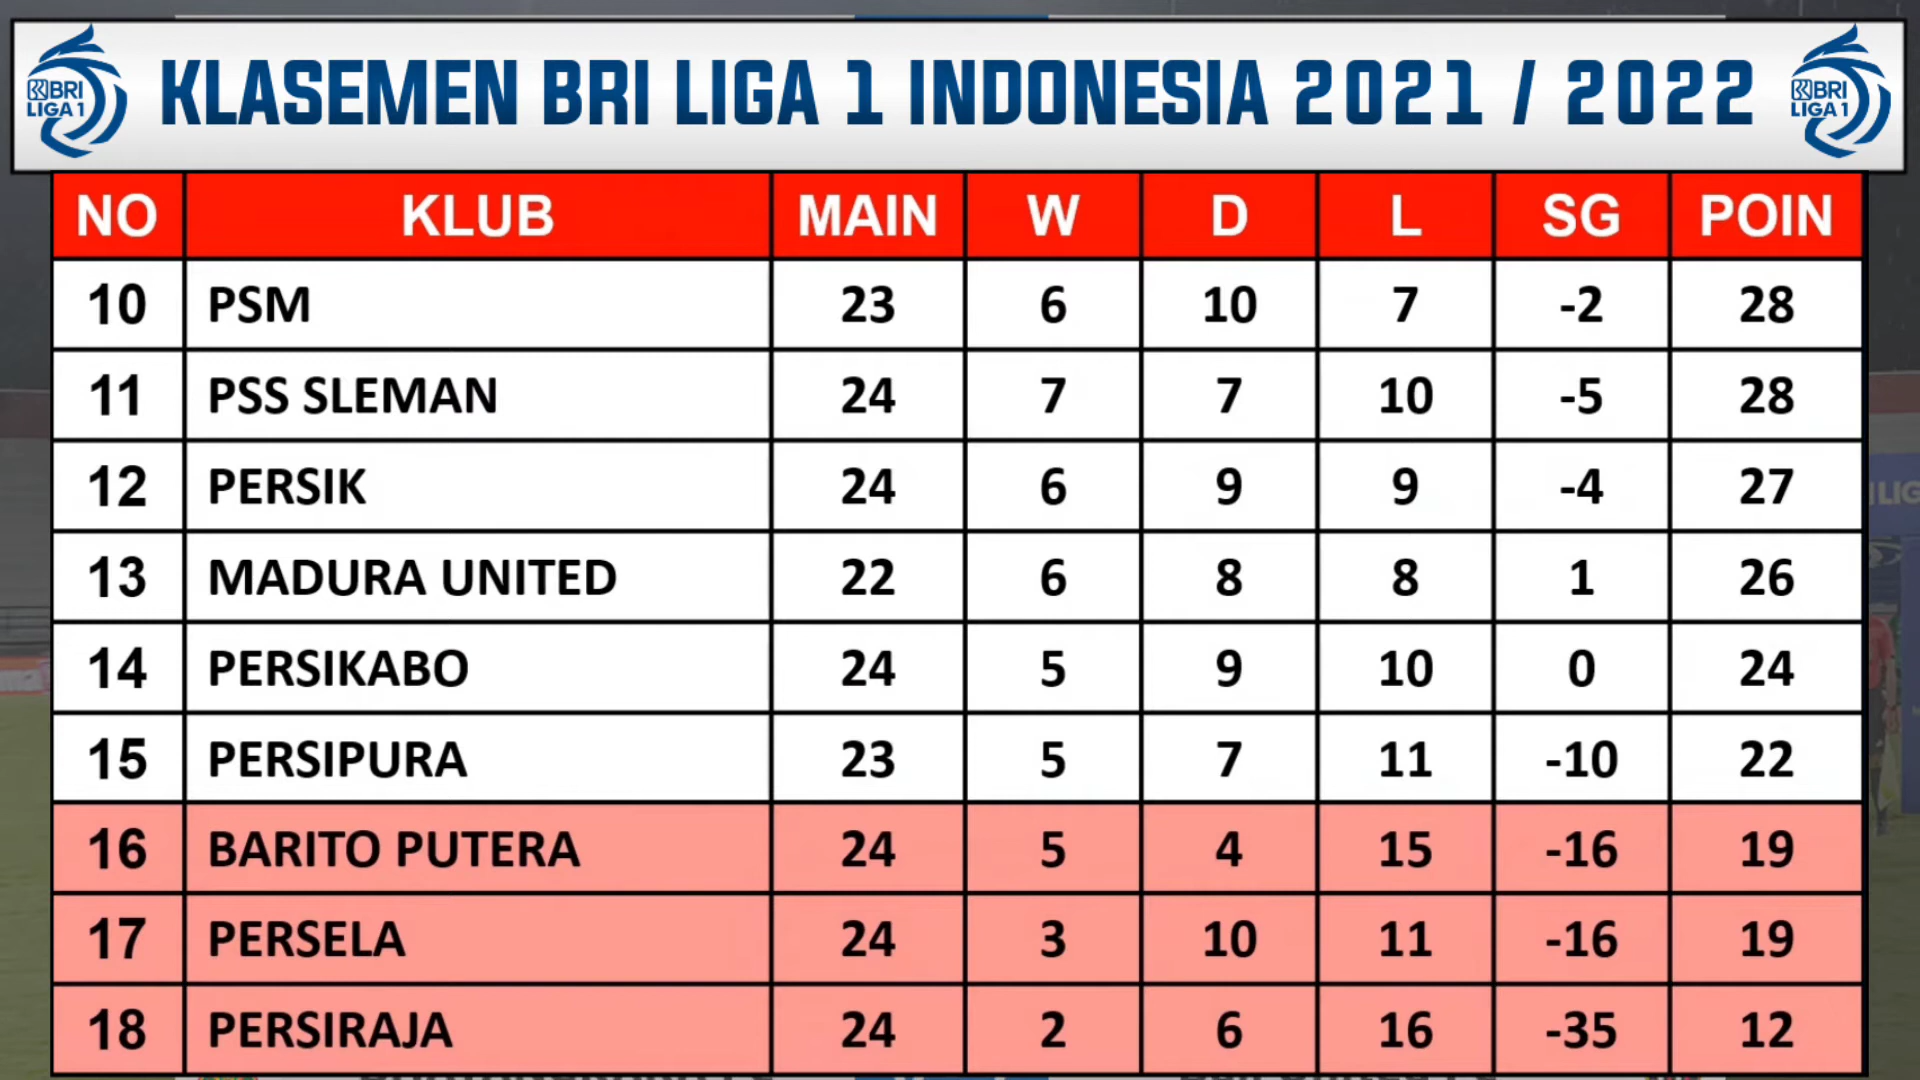 BRI
LIGA 1
KLASEMEN BRI LIGA 1 INDONESIA 2021 / 2022
BRI
LIGA 1
NO KLUB MAIN W D L SG POIN
10 PSM 23 6 10 7 -2 28
11 PSS SLEMAN 24 7 7 10 -5 28
12 PERSIK 24 6 9 9 -4 27
13 MADURA UNITED 22 6 8 8 1 26
14 PERSIKABO 24 5 9 10 0 24
15 PERSIPURA 23 5 7 11 -10 22
16 BARITO PUTERA 24 5 4 15 -16 19
17 PERSELA 24 3 10 11 -16 19
18 PERSIRAJA 24 2 6 16 -35 12